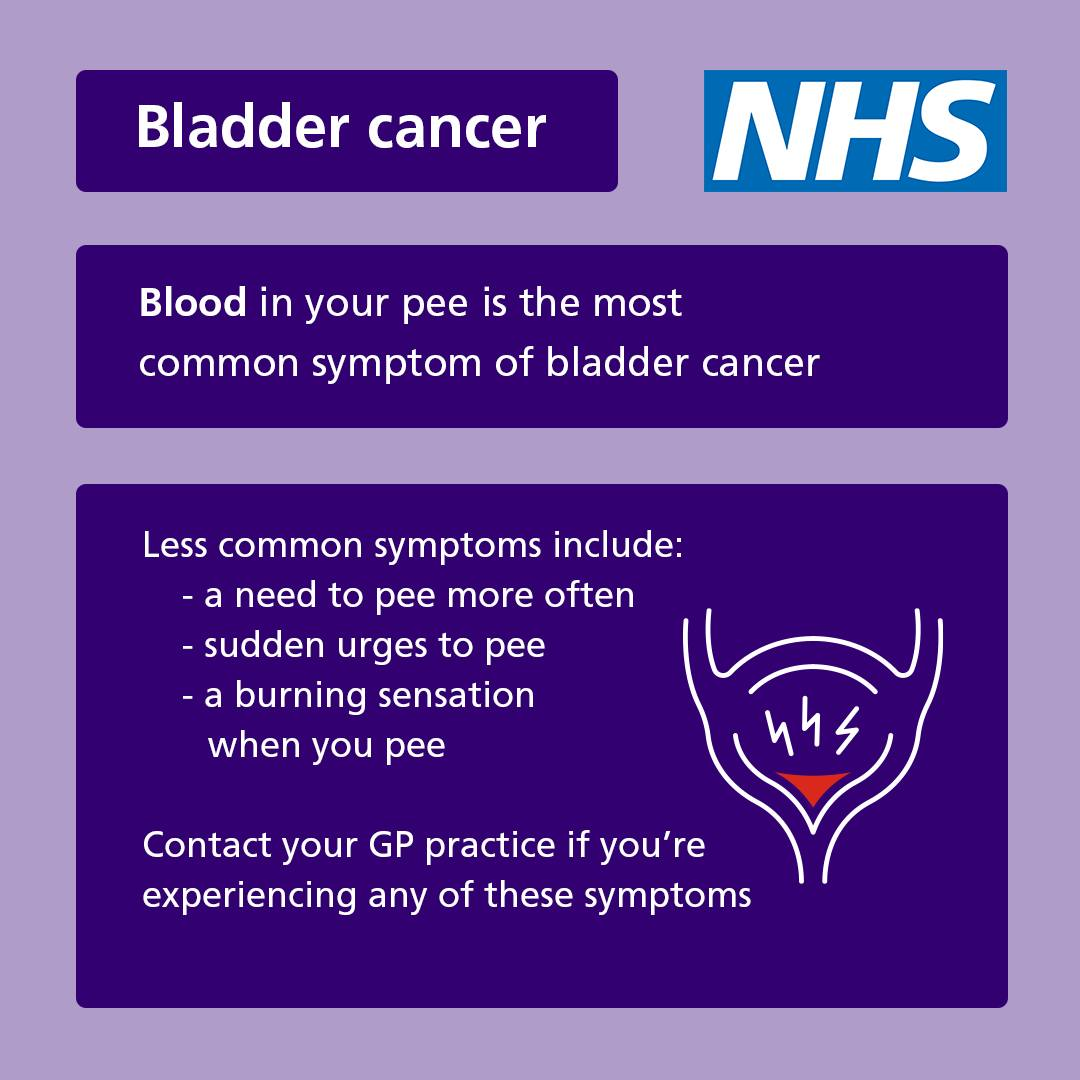 Bladder cancer
NHS
Blood in your pee is the most
common symptom of bladder cancer
Less common symptoms include:
- a need to pee more often
- sudden urges to pee
- a burning sensation
when you pee
Contact your GP practice if you’re
experiencing any of these symptoms